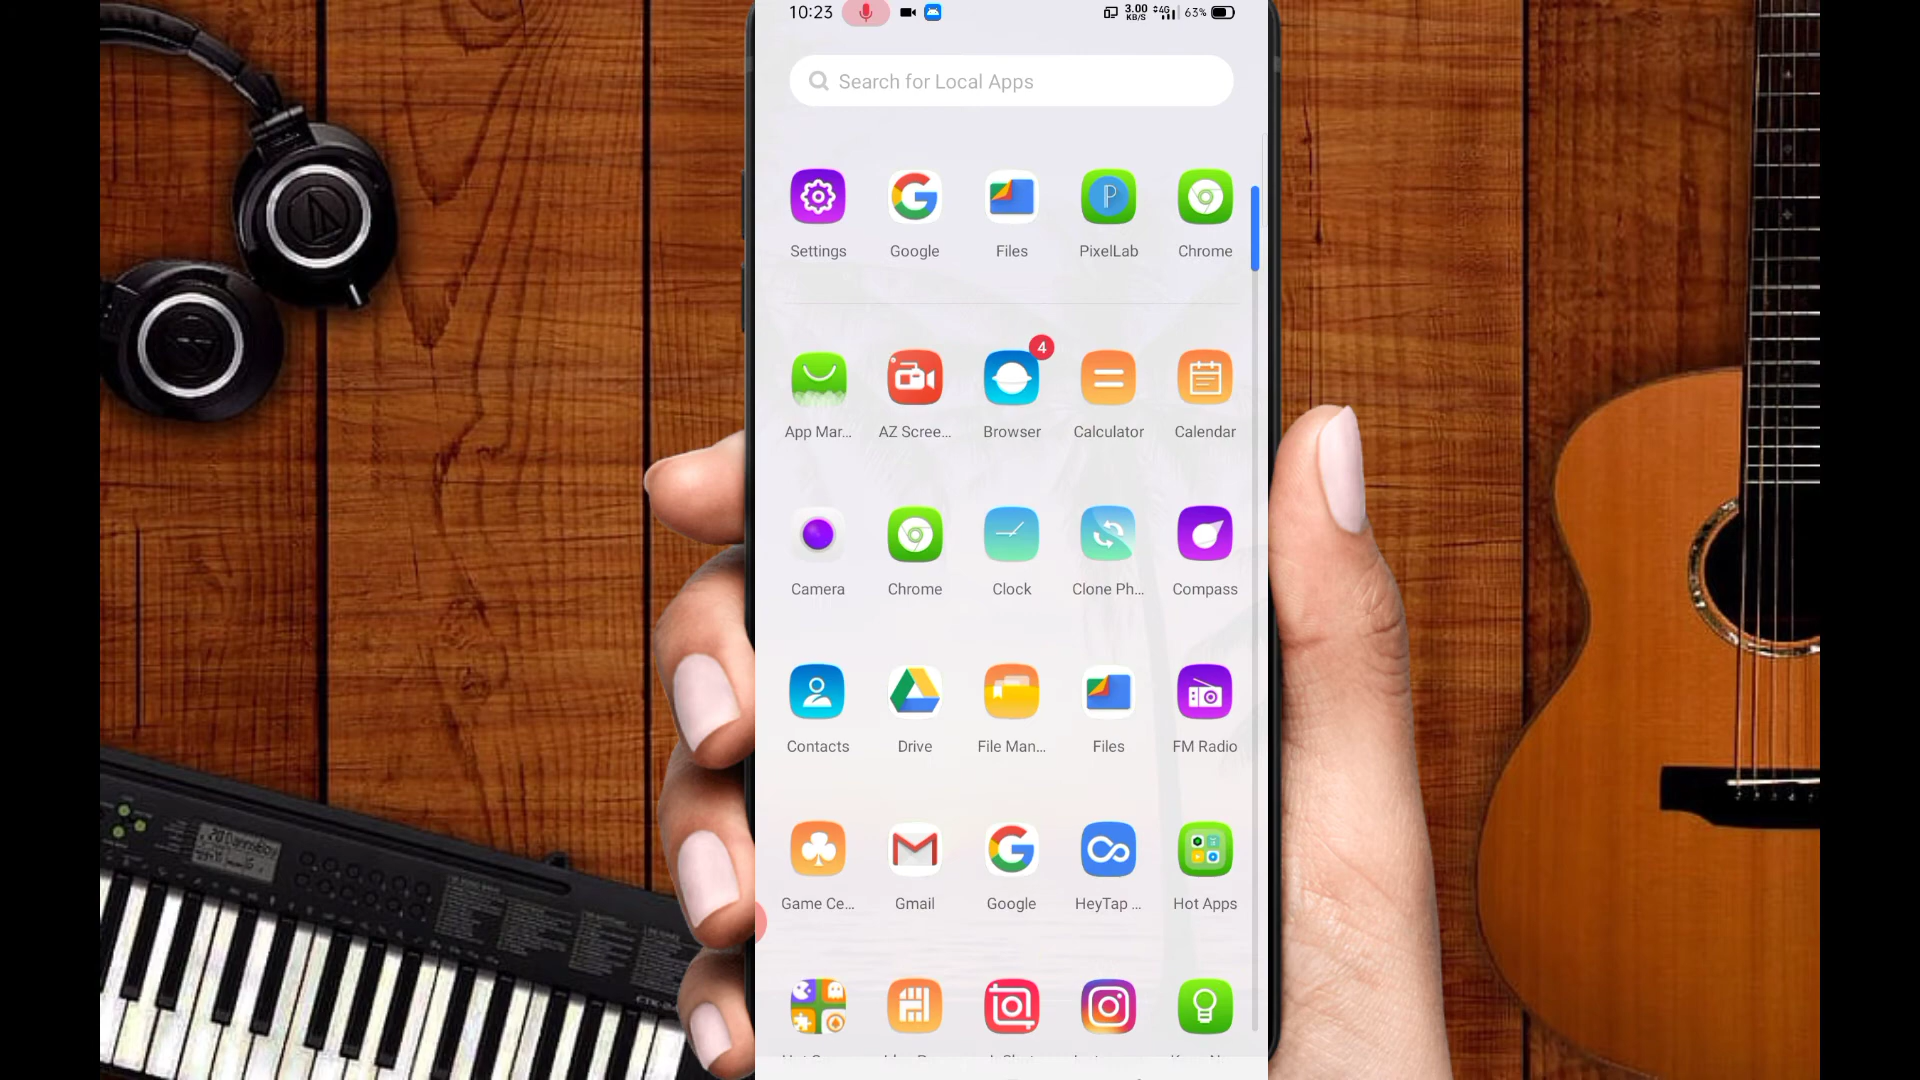 10:23 3.00 KB/S 4G 63%
Search for Local Apps
Settings Google Files PixelLab Chrome
4
App Mar... AZ Scree... Browser Calculator Calendar
Camera Chrome Clock Clone Ph... Compass
Contacts Drive File Man... Files FM Radio
Game Ce... Gmail Google HeyTap ... Hot Apps